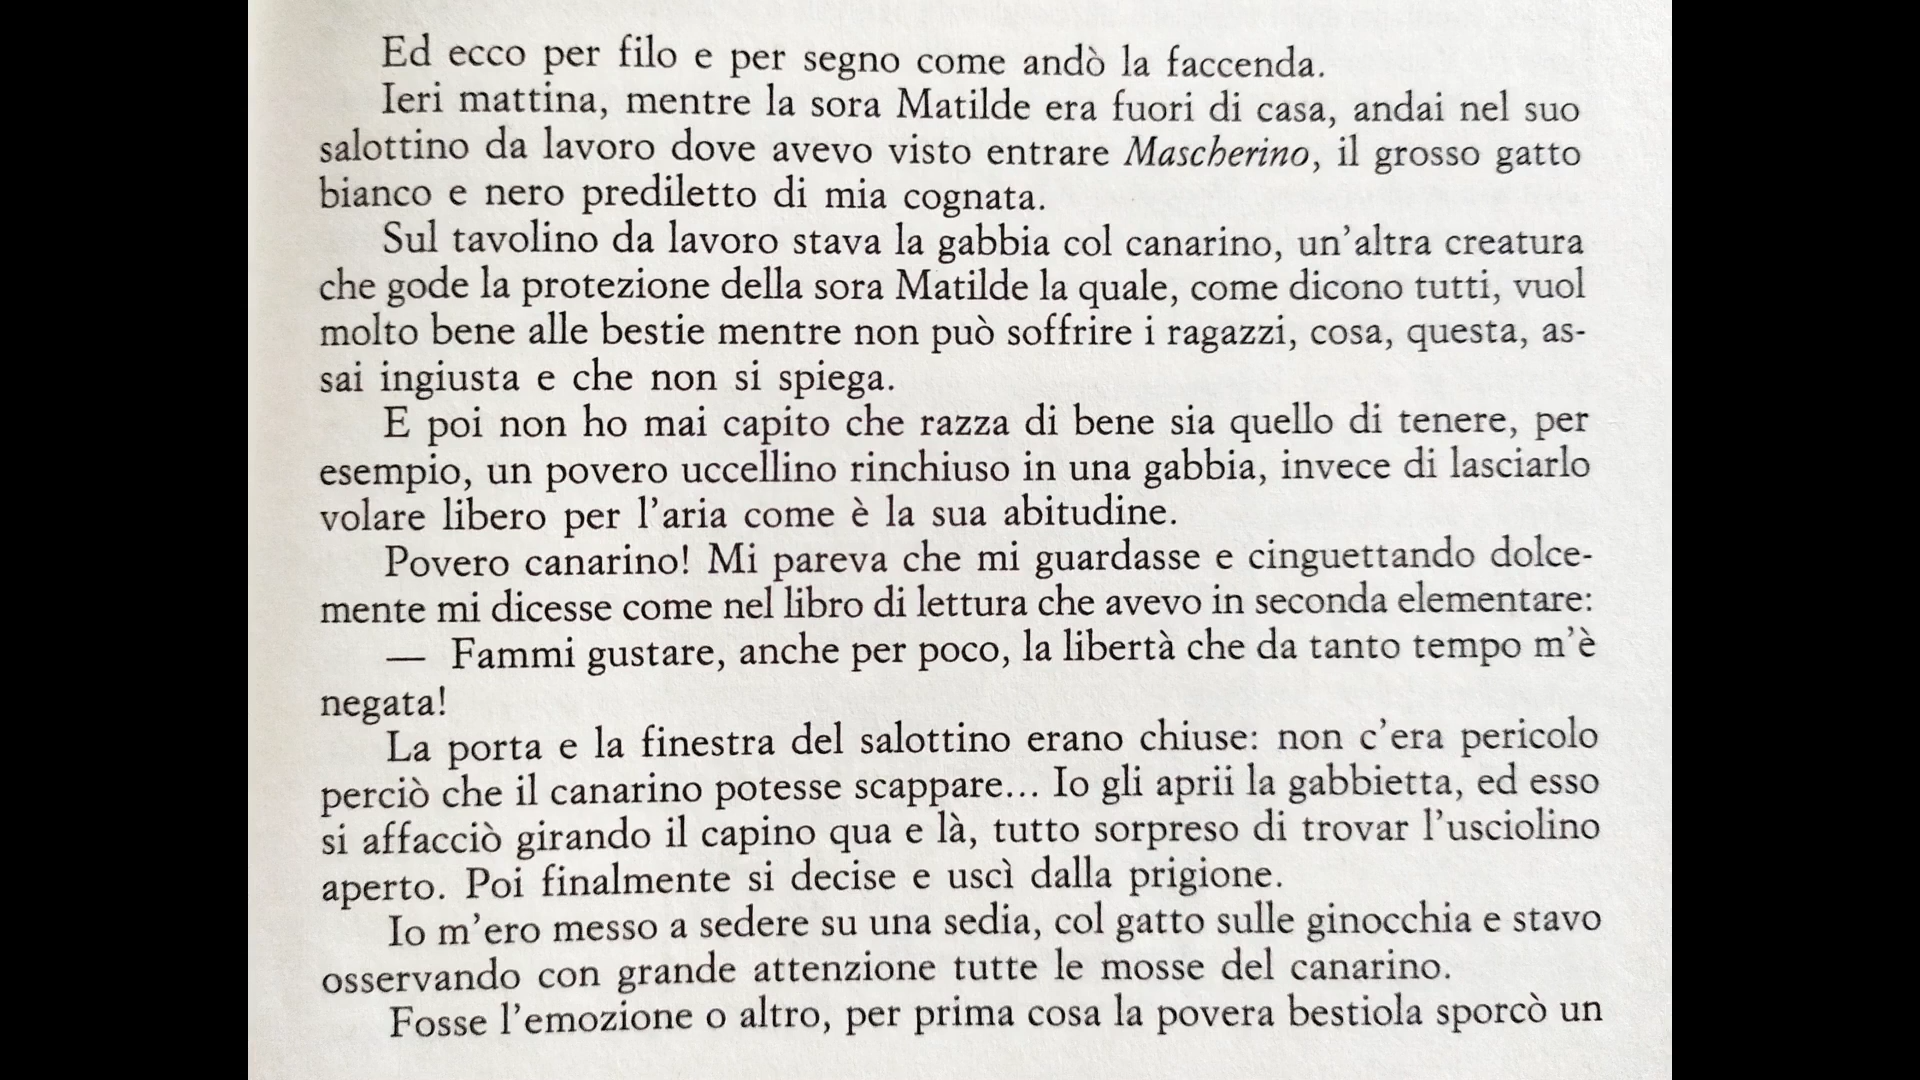 Ed ecco per filo e per segno come andò la faccenda.
Ieri mattina, mentre la sora Matilde era fuori di casa, andai nel suo
salottino da lavoro dove avevo visto entrare Mascherino, il grosso gatto
bianco e nero prediletto di mia cognata.
Sul tavolino da lavoro stava la gabbia col canarino, un'altra creatura
che gode la protezione della sora Matilde la quale, come dicono tutti, vuol
molto bene alle bestie mentre non può soffrire i ragazzi, cosa, questa, as-
sai ingiusta e che non si spiega.
E poi non ho mai capito che razza di bene sia quello di tenere, per
esempio, un povero uccellino rinchiuso in una gabbia, invece di lasciarlo
volare libero per l'aria come è la sua abitudine.
Povero canarino! Mi pareva che mi guardasse e cinguettando dolce-
mente mi dicesse come nel libro di lettura che avevo in seconda elementare:
— Fammi gustare, anche per poco, la libertà che da tanto tempo m'è
negata!
La porta e la finestra del salottino erano chiuse: non c'era pericolo
perciò che il canarino potesse scappare... Io gli aprii la gabbietta, ed esso
si affacciò girando il capino qua e là, tutto sorpreso di trovar l'usciolino
aperto. Poi finalmente si decise e uscì dalla prigione.
Io m'ero messo a sedere su una sedia, col gatto sulle ginocchia e stavo
osservando con grande attenzione tutte le mosse del canarino.
Fosse l'emozione o altro, per prima cosa la povera bestiola sporcò un